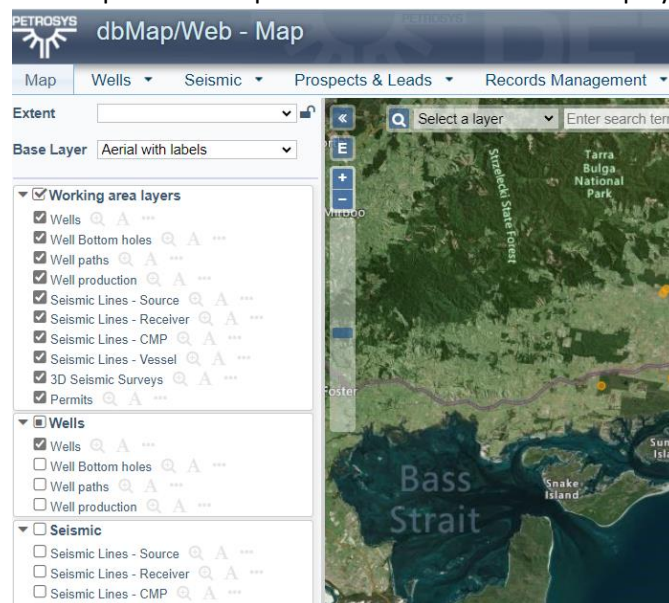 PETROSYS
dbMap/Web - Map
Map Wells Seismic Prospects & Leads Records Management
Extent
Base Layer Aerial with labels
Select a layer
Enter search
E
+
−
Working area layers
Wells
Well Bottom holes
Well paths
Well production
Seismic Lines - Source
Seismic Lines - Receiver
Seismic Lines - CMP
Seismic Lines - Vessel
3D Seismic Surveys
Permits
Wells
Wells
Well Bottom holes
Well paths
Well production
Seismic
Seismic Lines - Source
Seismic Lines - Receiver
Seismic Lines - CMP
Strzelecki State Forest
Tarra
Bulga
National
Park
Foster
Bass
Strait
Snake
Island